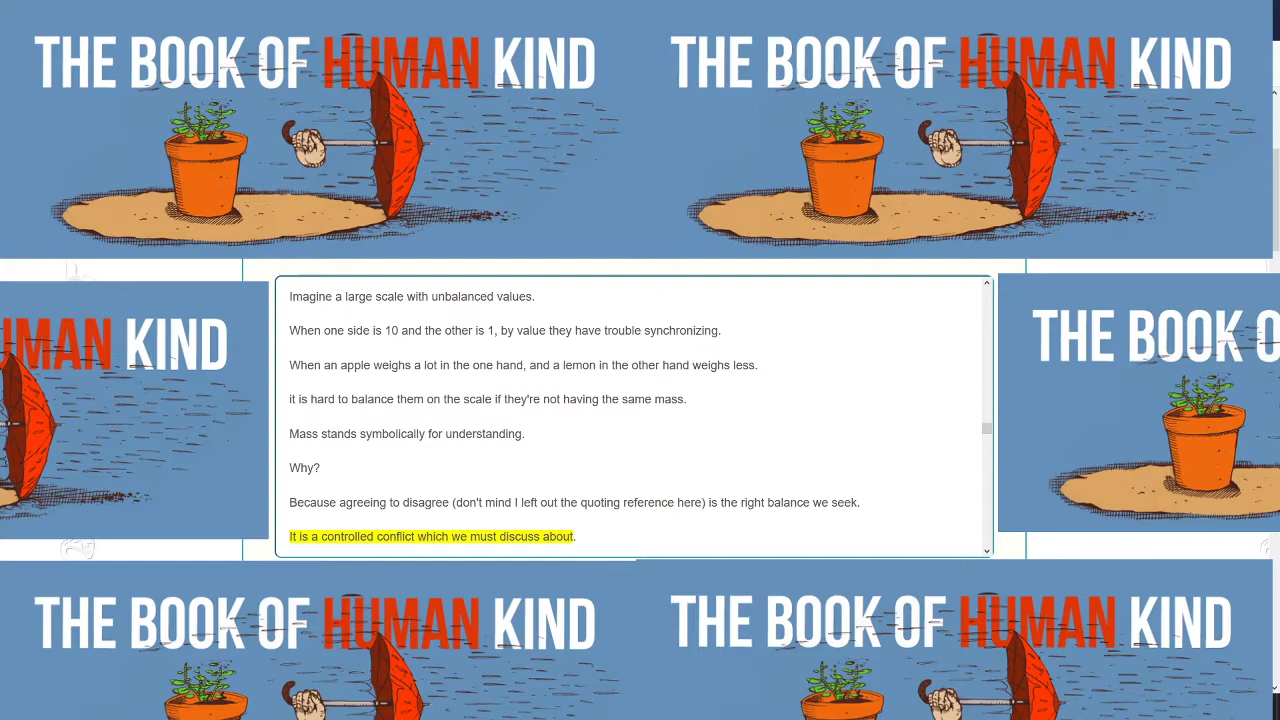 THE BOOK OF HUMAN KIND
THE BOOK OF HUMAN KIND
Imagine a large scale with unbalanced values.
When one side is 10 and the other is 1, by value they have trouble synchronizing.
When an apple weighs a lot in the one hand, and a lemon in the other hand weighs less.
it is hard to balance them on the scale if they're not having the same mass.
Mass stands symbolically for understanding.
Why?
Because agreeing to disagree (don't mind I left out the quoting reference here) is the right balance we seek.
It is a controlled conflict which we must discuss about.
UMAN KIND
THE BOOK O
THE BOOK OF HUMAN KIND
THE BOOK OF HUMAN KIND